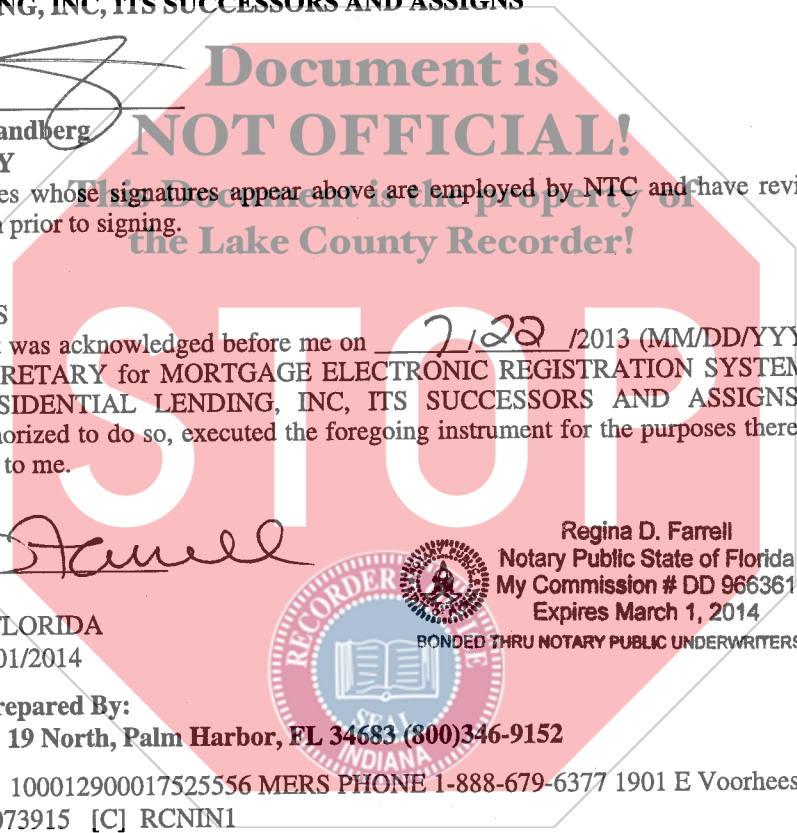 NG, INC, ITS SUCCESSORS AND ASSIGNS
Document is
NOT OFFICIAL!
This Document is the property of
the Lake County Recorder!
andberg
Y
es whose signatures appear above are employed by NTC and have revi
n prior to signing.
S
t was acknowledged before me on 2/22 /2013 (MM/DD/YYY
RETARY for MORTGAGE ELECTRONIC REGISTRATION SYSTEM
SIDENTIAL LENDING, INC, ITS SUCCESSORS AND ASSIGNS
horized to do so, executed the foregoing instrument for the purposes there
to me.
STOP
Farrell
Regina D. Farrell
Notary Public State of Florida
My Commission # DD 966361
Expires March 1, 2014
BONDED THRU NOTARY PUBLIC UNDERWRITERS
FLORIDA
01/2014
RECORDER
SEAL
INDIANA
repared By:
19 North, Palm Harbor, FL 34683 (800)346-9152
100012900017525556 MERS PHONE 1-888-679-6377 1901 E Voorhees
073915 [C] RCNIN1